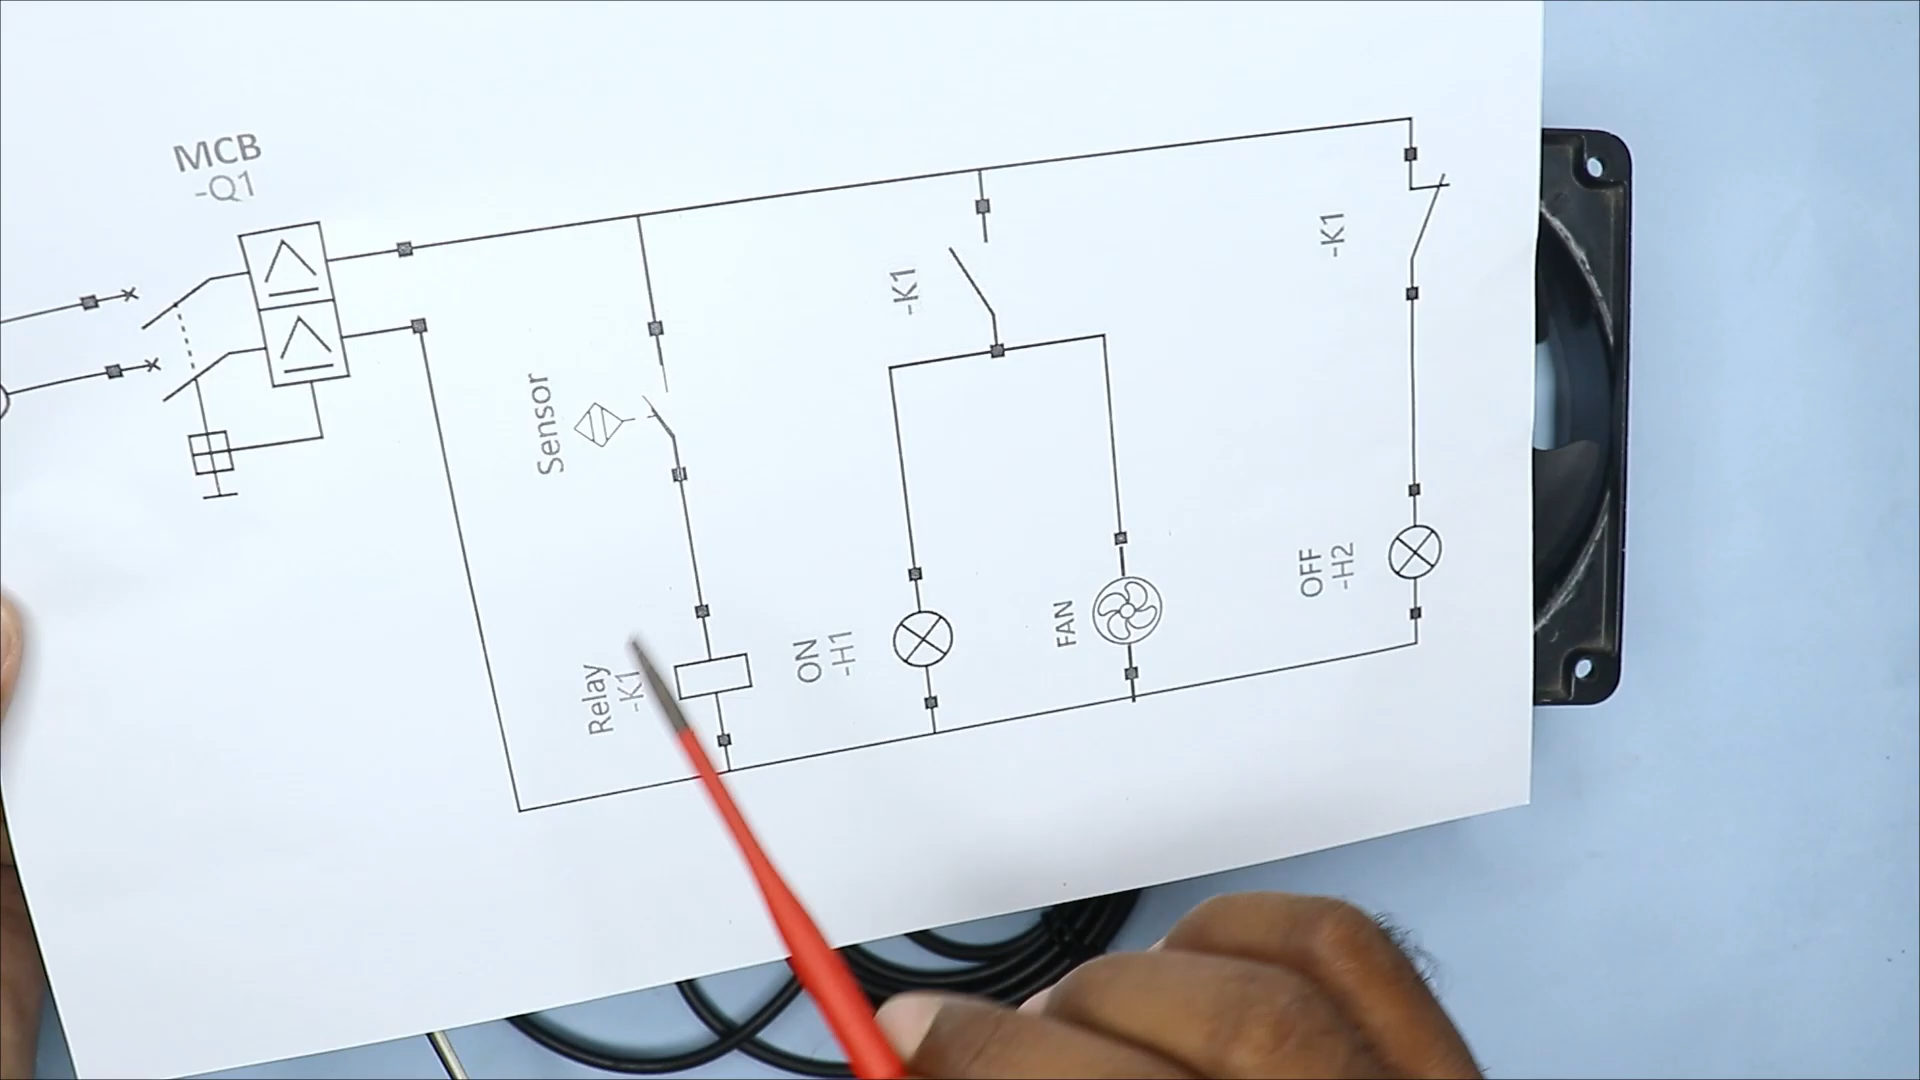 MCB
-Q1
Sensor
Relay
-K1
-K1
ON
-H1
FAN
-K1
OFF
-H2